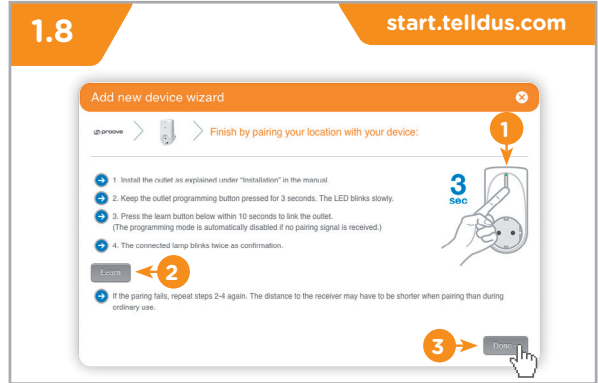 1.8
start.telldus.com
Add new device wizard
proove
Finish by pairing your location with your device:
1
1. Install the outlet as explained under "Installation" in the manual.
2. Keep the outlet programming button pressed for 3 seconds. The LED blinks slowly.
3 sec
3. Press the learn button below within 10 seconds to link the outlet.
(The programming mode is automatically disabled if no pairing signal is received.)
4. The connected lamp blinks twice as confirmation.
Learn
2
If the paring fails, repeat steps 2-4 again. The distance to the receiver may have to be shorter when pairing than during
ordinary use.
3
Done